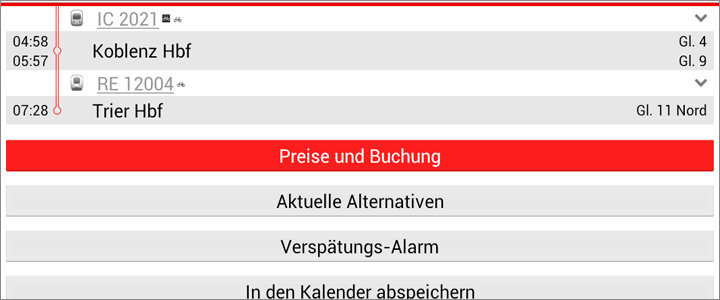 IC 2021
04:58 Koblenz Hbf Gl. 4
05:57 Gl. 9
RE 12004
07:28 Trier Hbf Gl. 11 Nord
Preise und Buchung
Aktuelle Alternativen
Verspätungs-Alarm
In den Kalender abspeichern